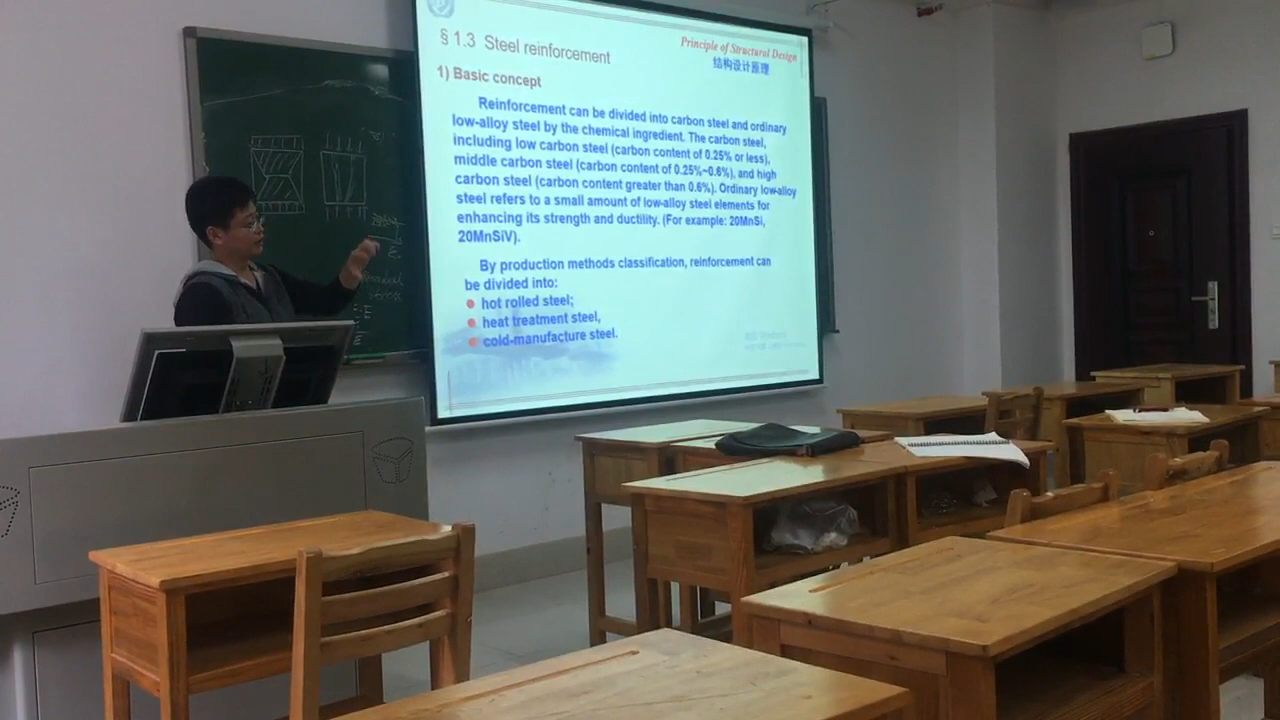 § 1.3 Steel reinforcement
Principle of Structural Design
结构设计原理
1) Basic concept
Reinforcement can be divided into carbon steel and ordinary
low-alloy steel by the chemical ingredient. The carbon steel,
including low carbon steel (carbon content of 0.25% or less),
middle carbon steel (carbon content of 0.25%~0.6%), and high
carbon steel (carbon content greater than 0.6%). Ordinary low-alloy
steel refers to a small amount of low-alloy steel elements for
enhancing its strength and ductility. (For example: 20MnSi,
20MnSiV).
By production methods classification, reinforcement can
be divided into:
hot rolled steel;
heat treatment steel,
cold-manufacture steel.